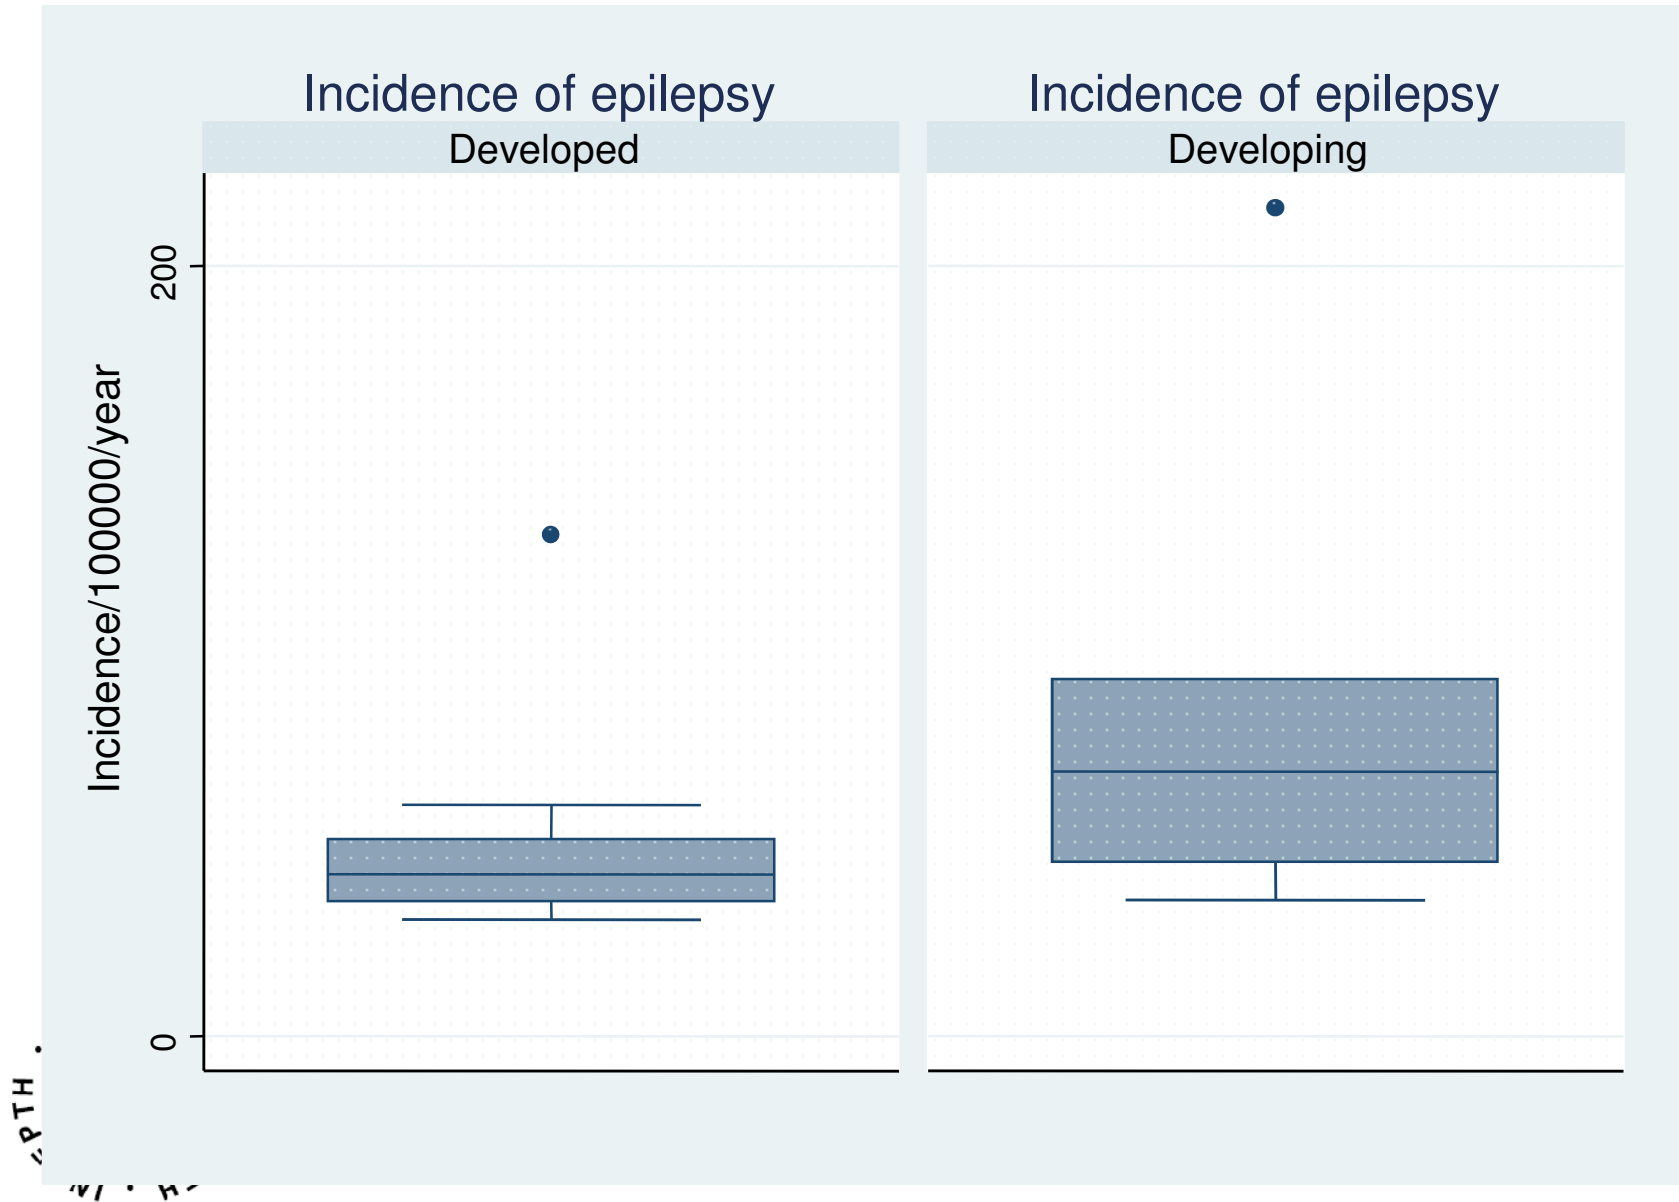 Incidence of epilepsy
Developed
Incidence of epilepsy
Developing
Incidence/100000/year
200
0